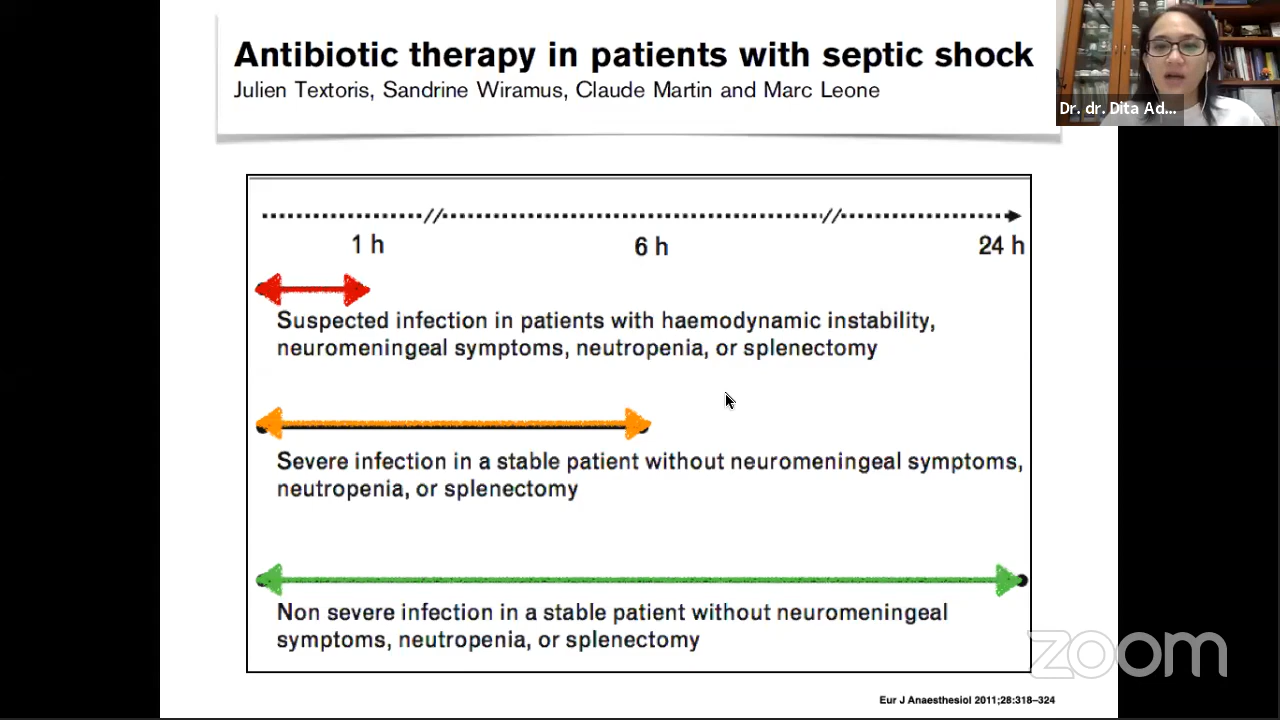 Antibiotic therapy in patients with septic shock
Julien Textoris, Sandrine Wiramus, Claude Martin and Marc Leone
Dr. dr. Dita Ad...
1 h
6 h
24 h
Suspected infection in patients with haemodynamic instability,
neuromeningeal symptoms, neutropenia, or splenectomy
Severe infection in a stable patient without neuromeningeal symptoms,
neutropenia, or splenectomy
Non severe infection in a stable patient without neuromeningeal
symptoms, neutropenia, or splenectomy
zoom
Eur J Anaesthesiol 2011;28:318–324